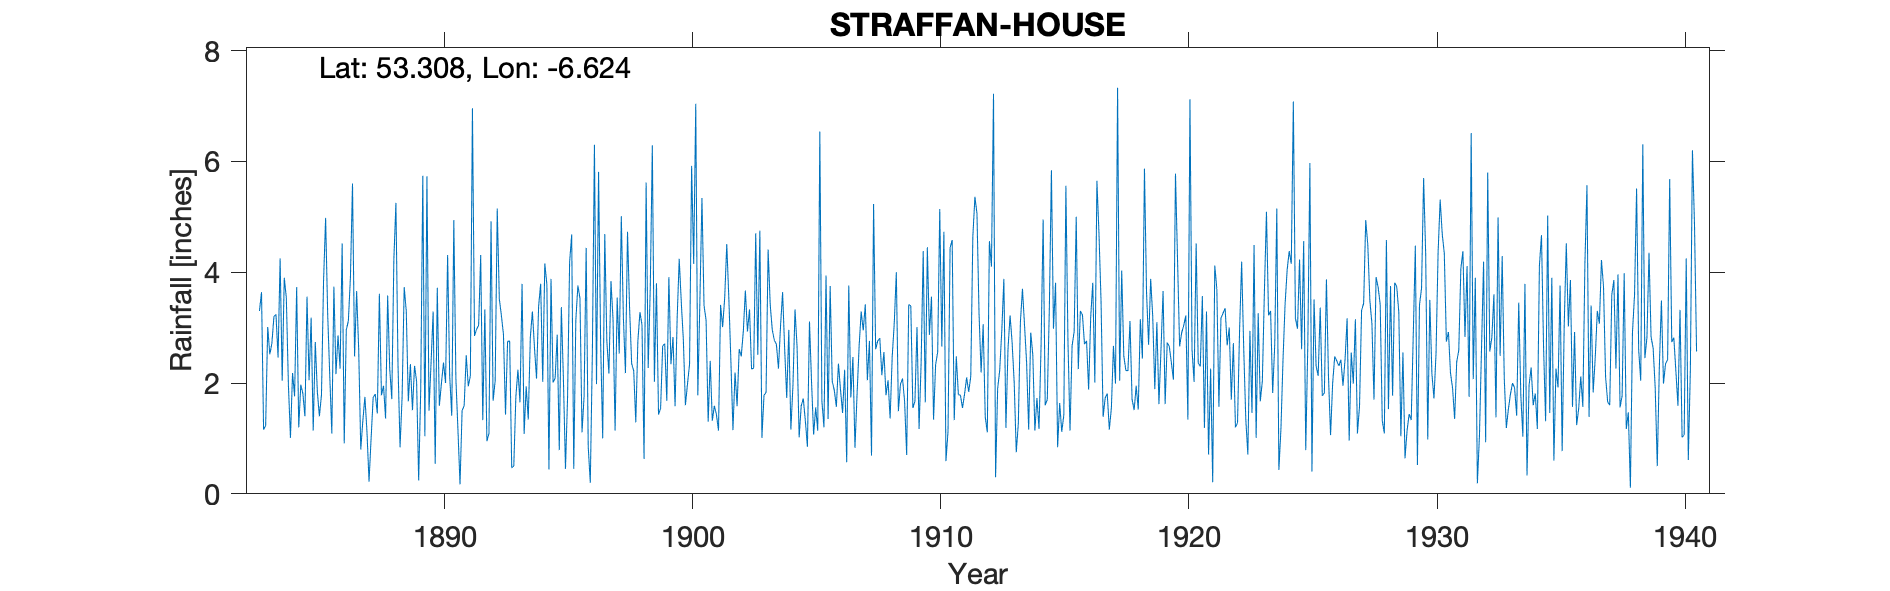 STRAFFAN-HOUSE
Lat: 53.308, Lon: -6.624
8
6
4
2
0
Rainfall [inches]
1890 1900 1910 1920 1930 1940
Year